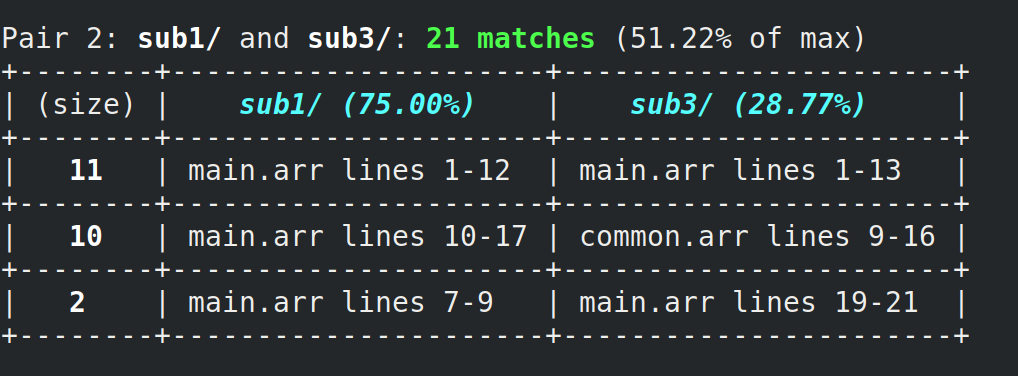 Pair 2: sub1/ and sub3/: 21 matches (51.22% of max)
+--------+----------------------+-----------------------+
| (size) |    sub1/ (75.00%)    |    sub3/ (28.77%)     |
+--------+----------------------+-----------------------+
|   11   | main.arr lines 1-12  | main.arr lines 1-13   |
+--------+----------------------+-----------------------+
|   10   | main.arr lines 10-17 | common.arr lines 9-16 |
+--------+----------------------+-----------------------+
|   2    | main.arr lines 7-9   | main.arr lines 19-21  |
+--------+----------------------+-----------------------+